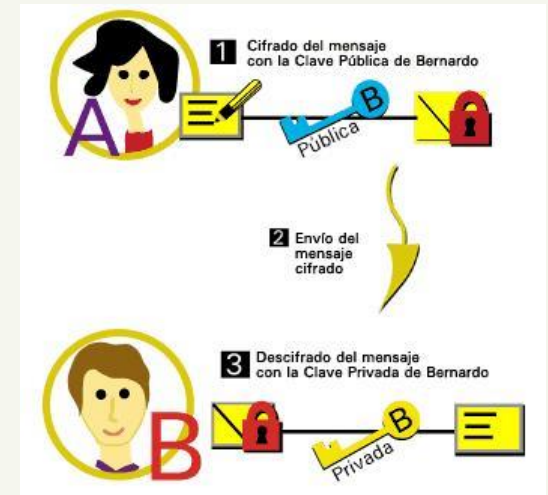 1 Cifrado del mensaje
con la Clave Pública de Bernardo
A
B
Pública
2 Envío del
mensaje
cifrado
3 Descifrado del mensaje
con la Clave Privada de Bernardo
B
B
Privada